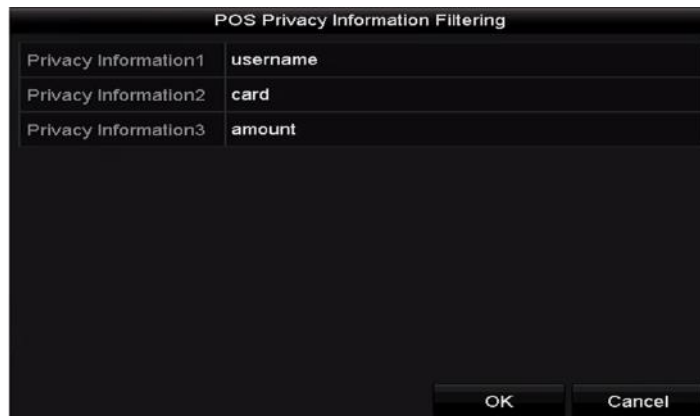 POS Privacy Information Filtering
Privacy Information1 username
Privacy Information2 card
Privacy Information3 amount
OK Cancel